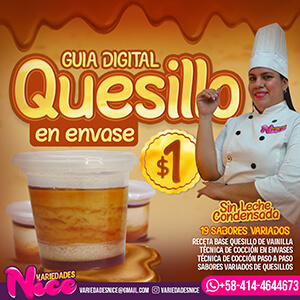 GUIA DIGITAL
Quesillo
en envase
$1
Nice
Sin Leche
Condensada
19 SABORES VARIADOS
RECETA BASE QUESILLO DE VAINILLA
TÉCNICA DE COCCIÓN EN ENVASES
TÉCNICA DE COCCIÓN PASO A PASO
SABORES VARIADOS DE QUESILLOS
VARIEDADES
Nice
VARIEDADESNICE@GMAIL.COM
VARIEDADESNICE
+58-414-4644673